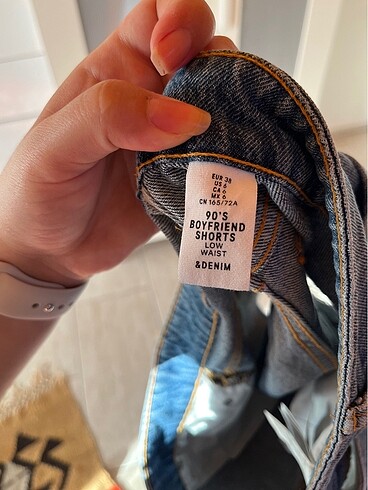 EUR 38
US 6
CA 6
MX 6
CN 165/72A
90'S
BOYFRIEND
SHORTS
LOW
WAIST
&DENIM